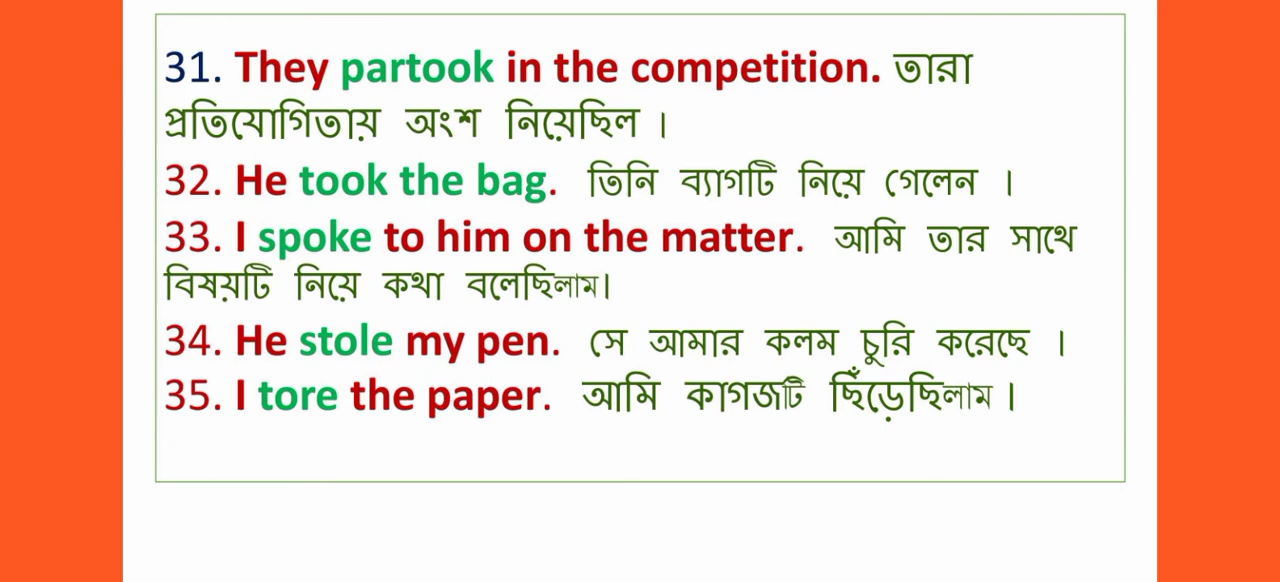 31. They partook in the competition. তারা
প্রতিযোগিতায় অংশ নিয়েছিল ।
32. He took the bag. তিনি ব্যাগটি নিয়ে গেলেন ।
33. I spoke to him on the matter. আমি তার সাথে
বিষয়টি নিয়ে কথা বলেছিলাম।
34. He stole my pen. সে আমার কলম চুরি করেছে ।
35. I tore the paper. আমি কাগজটি ছিঁড়েছিলাম ।